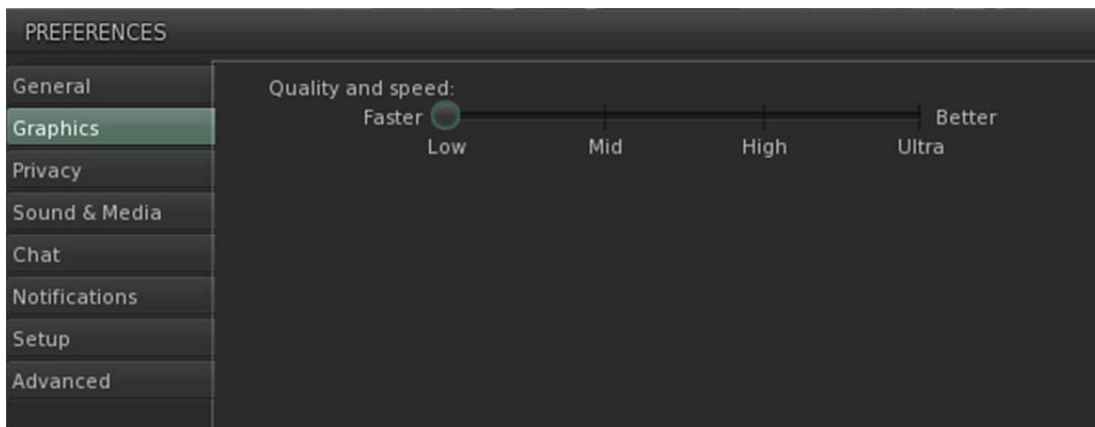 PREFERENCES
General
Graphics
Privacy
Sound & Media
Chat
Notifications
Setup
Advanced
Quality and speed:
Faster Better
Low Mid High Ultra